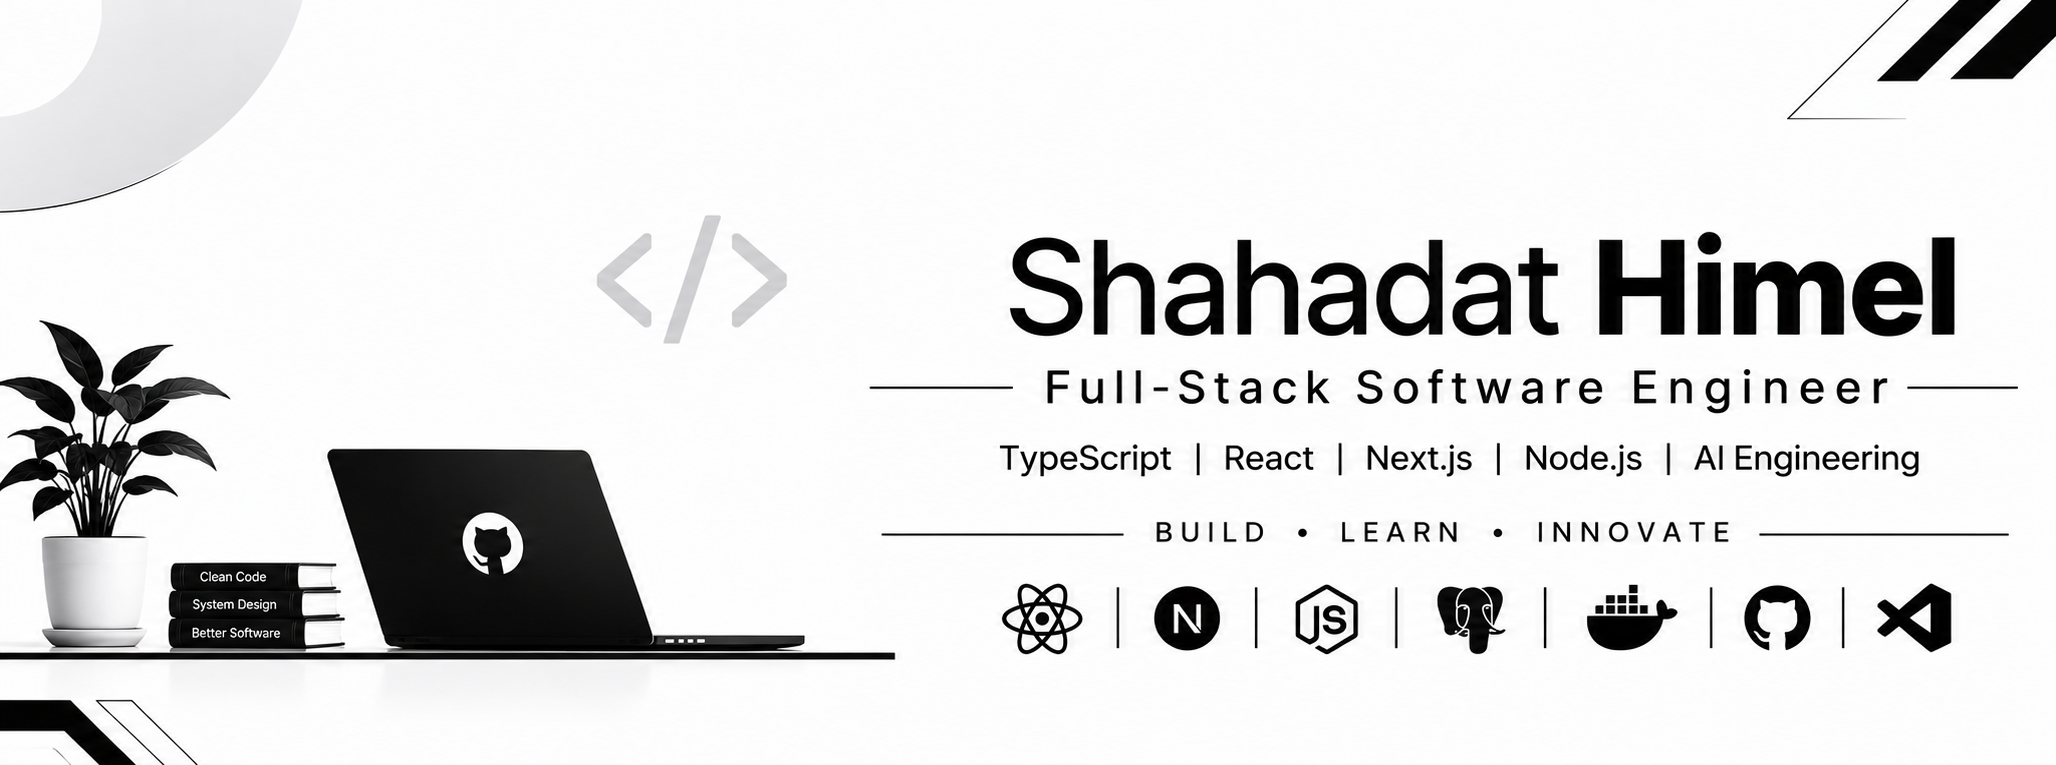 </>
Shahadat Himel
Full-Stack Software Engineer
TypeScript | React | Next.js | Node.js | AI Engineering
BUILD • LEARN • INNOVATE
N
JS
Clean Code
System Design
Better Software